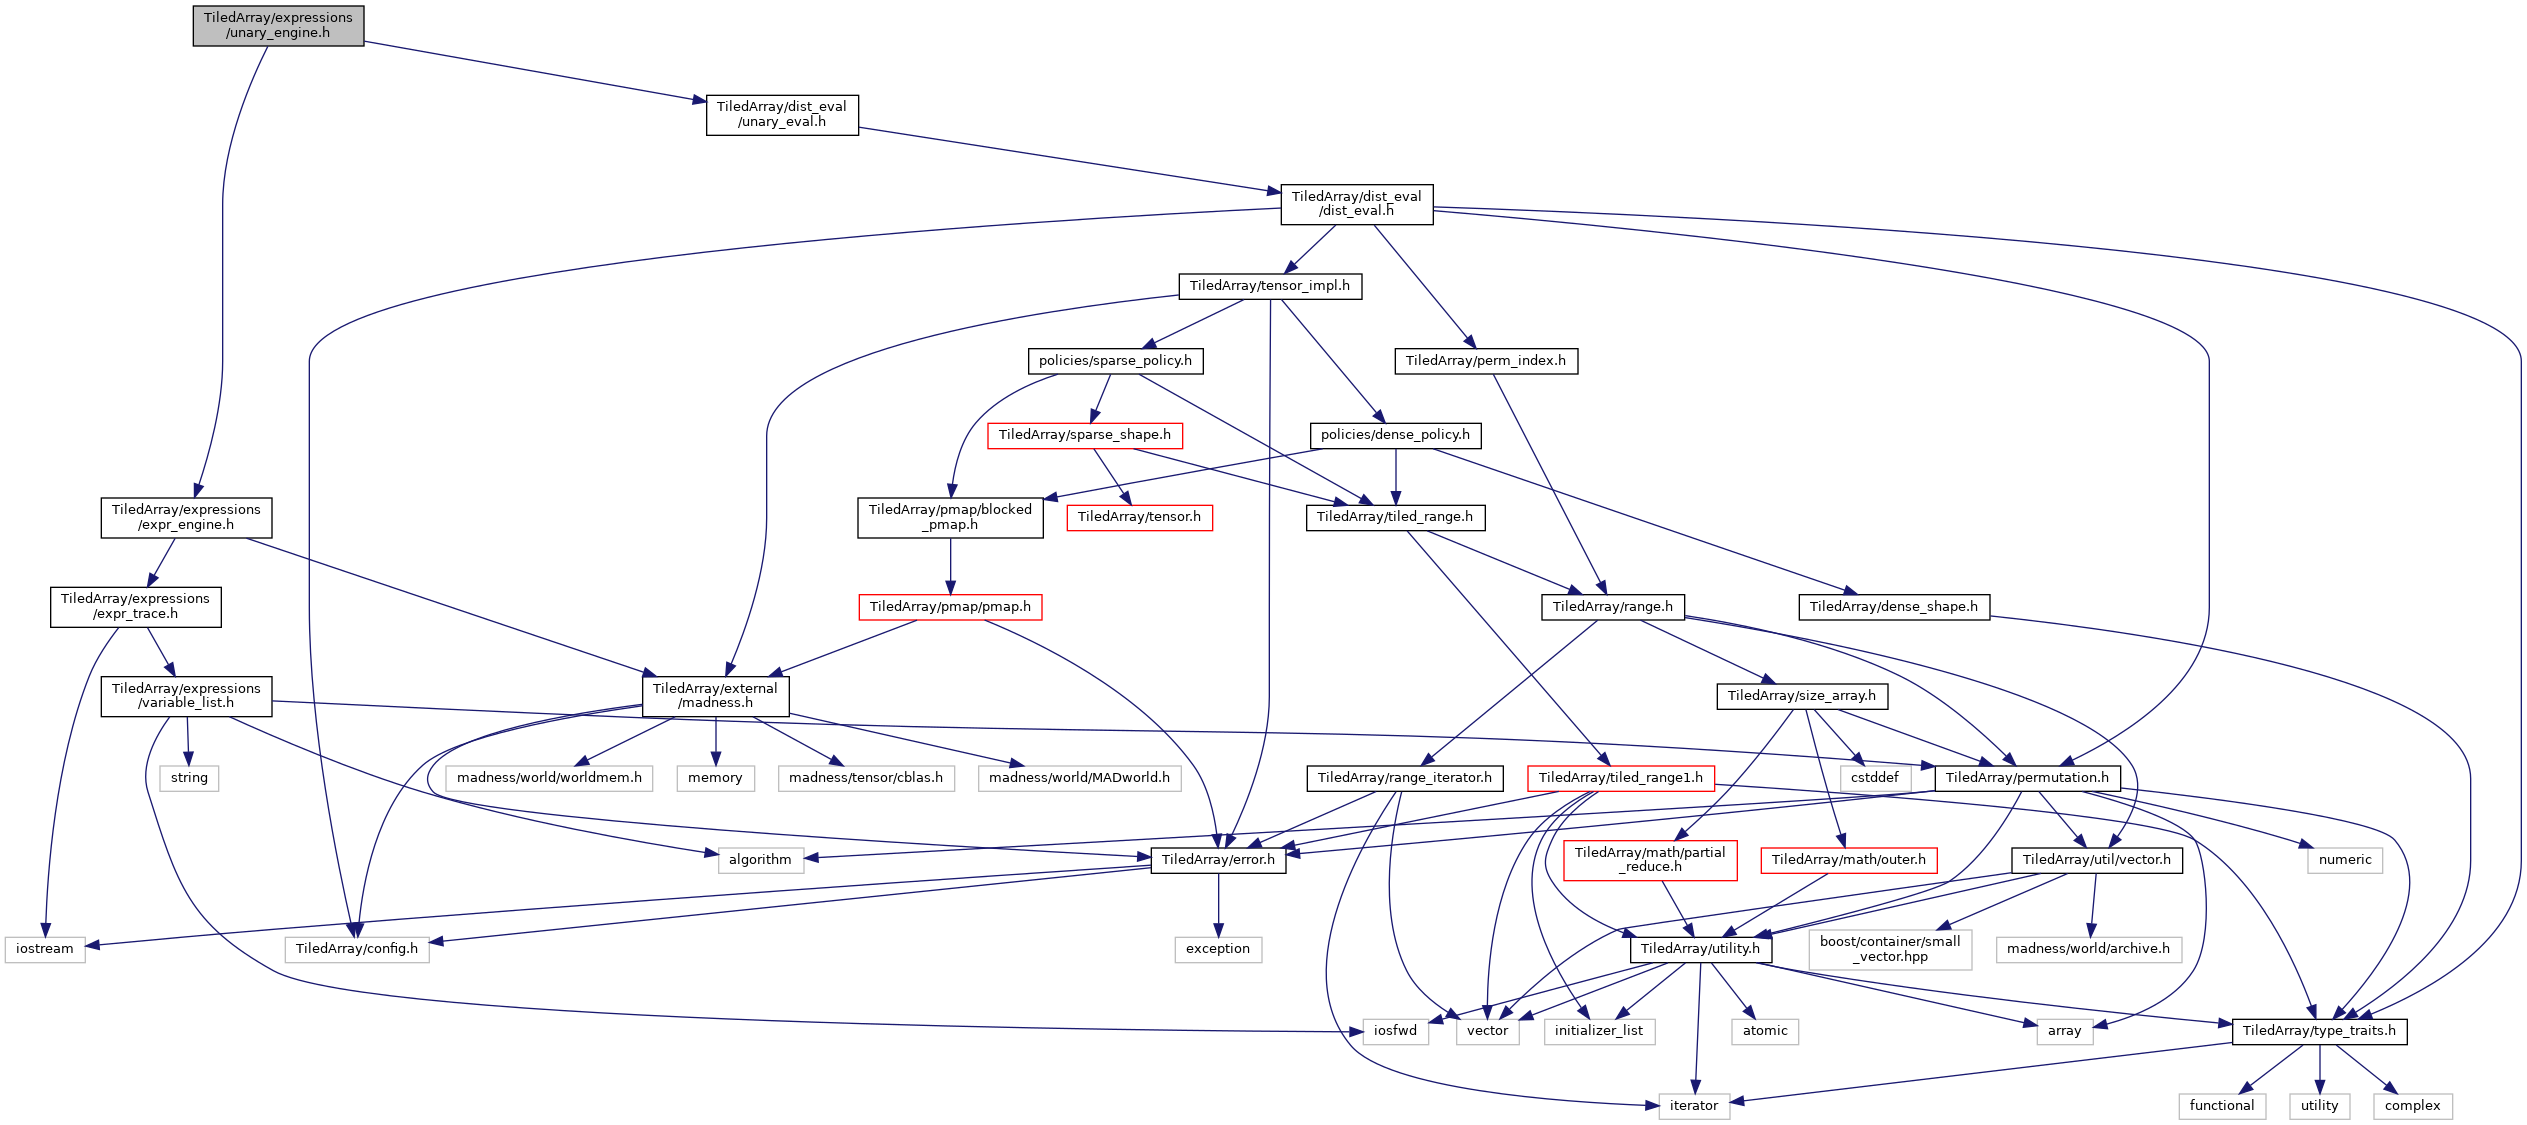 TiledArray/expressions
/unary_engine.h
TiledArray/dist_eval
/unary_eval.h
TiledArray/dist_eval
/dist_eval.h
TiledArray/tensor_impl.h
policies/sparse_policy.h
TiledArray/perm_index.h
TiledArray/sparse_shape.h
policies/dense_policy.h
TiledArray/expressions
/expr_engine.h
TiledArray/pmap/blocked
_pmap.h
TiledArray/tensor.h
TiledArray/tiled_range.h
TiledArray/expressions
/expr_trace.h
TiledArray/pmap/pmap.h
TiledArray/range.h
TiledArray/dense_shape.h
TiledArray/expressions
/variable_list.h
TiledArray/external
/madness.h
TiledArray/size_array.h
string
madness/world/worldmem.h
memory
madness/tensor/cblas.h
madness/world/MADworld.h
TiledArray/range_iterator.h
TiledArray/tiled_range1.h
cstddef
TiledArray/permutation.h
algorithm
TiledArray/error.h
TiledArray/math/partial
_reduce.h
TiledArray/math/outer.h
TiledArray/util/vector.h
numeric
iostream
TiledArray/config.h
exception
TiledArray/utility.h
boost/container/small
_vector.hpp
madness/world/archive.h
iosfwd
vector
initializer_list
atomic
array
TiledArray/type_traits.h
iterator
functional
utility
complex